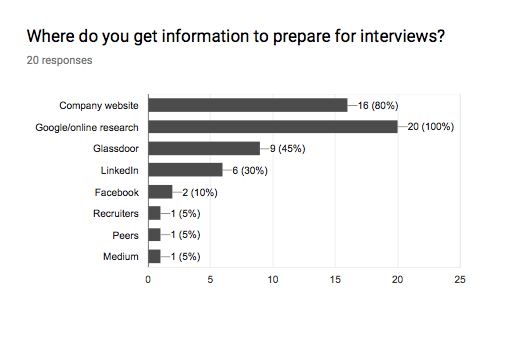 Where do you get information to prepare for interviews?
20 responses
Company website 16 (80%)
Google/online research 20 (100%)
Glassdoor 9 (45%)
LinkedIn 6 (30%)
Facebook 2 (10%)
Recruiters 1 (5%)
Peers 1 (5%)
Medium 1 (5%)
0 5 10 15 20 25